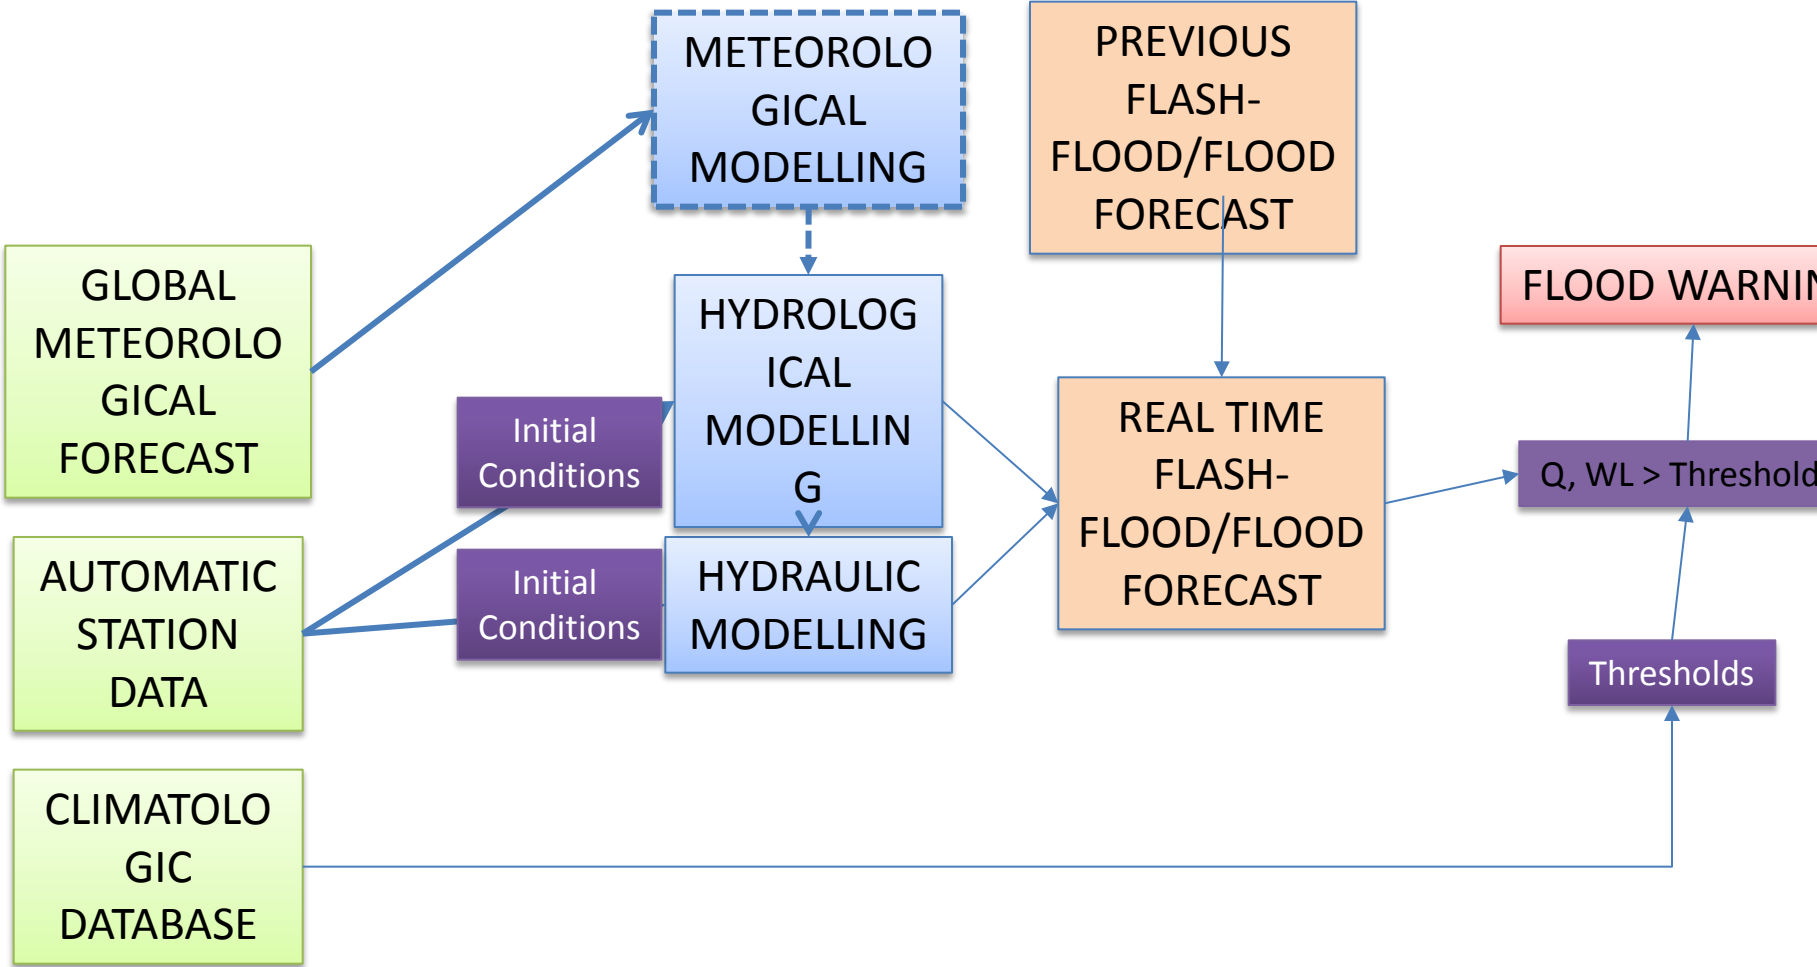 METEOROLO
GICAL
MODELLING
PREVIOUS
FLASH-
FLOOD/FLOOD
FORECAST
GLOBAL
METEOROLO
GICAL
FORECAST
HYDROLOG
ICAL
MODELLIN
G
FLOOD WARNIN
Initial
Conditions
REAL TIME
FLASH-
FLOOD/FLOOD
FORECAST
Q, WL > Threshold
AUTOMATIC
STATION
DATA
Initial
Conditions
HYDRAULIC
MODELLING
Thresholds
CLIMATOLO
GIC
DATABASE